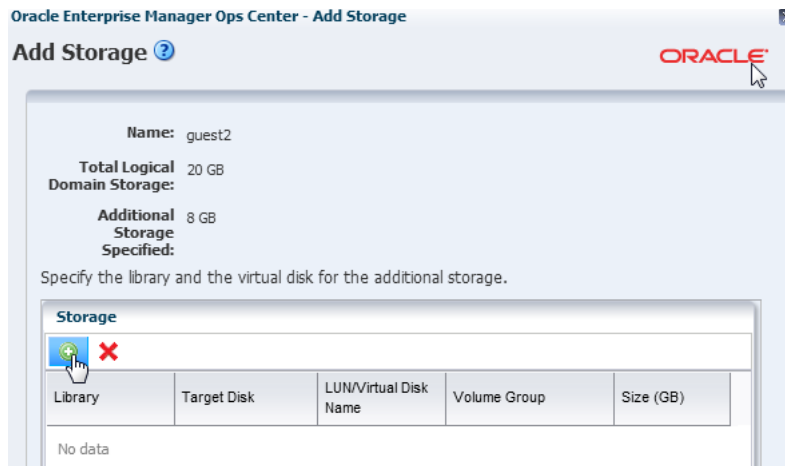 Oracle Enterprise Manager Ops Center - Add Storage
Add Storage ?
ORACLE
Name: guest2
Total Logical 20 GB
Domain Storage:
Additional 8 GB
Storage
Specified:
Specify the library and the virtual disk for the additional storage.
Storage
Library Target Disk LUN/Virtual Disk Name Volume Group Size (GB)
No data